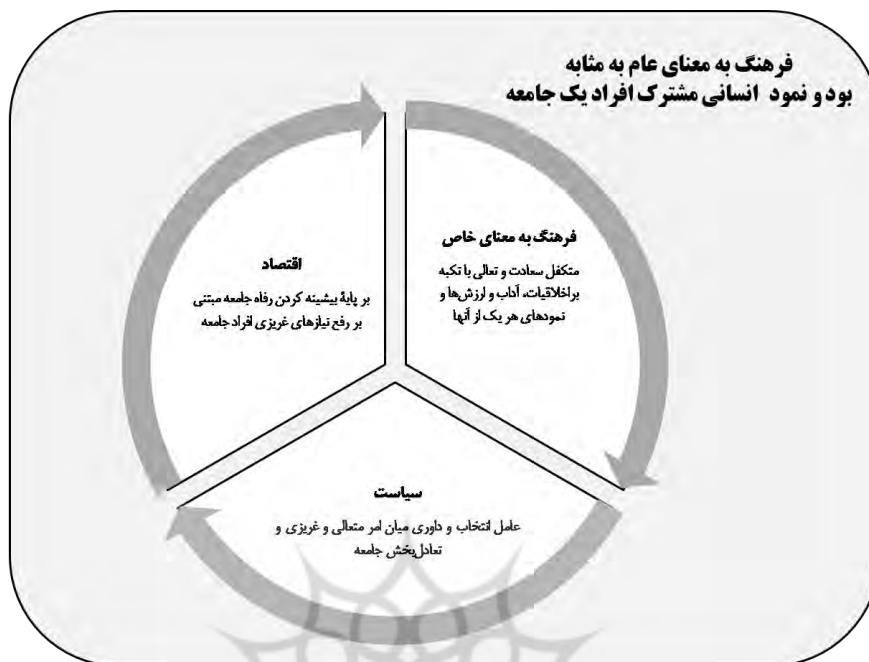 فرهنگ به معنای عام به مثابه
بود و نمود انسانی مشترک افراد یک جامعه
فرهنگ به معنای خاص
متکفل سعادت و تعالی با تکیه
بر اخلاقیات، آداب و ارزش‌ها و
نمودهای هر یک از آنها
اقتصاد
بر پایهٔ بیشینه کردن رفاه جامعه مبتنی
بر رفع نیازهای غریزی افراد جامعه
سیاست
عامل انتخاب و داوری میان امر متعالی و غریزی و
تعادل‌بخش جامعه